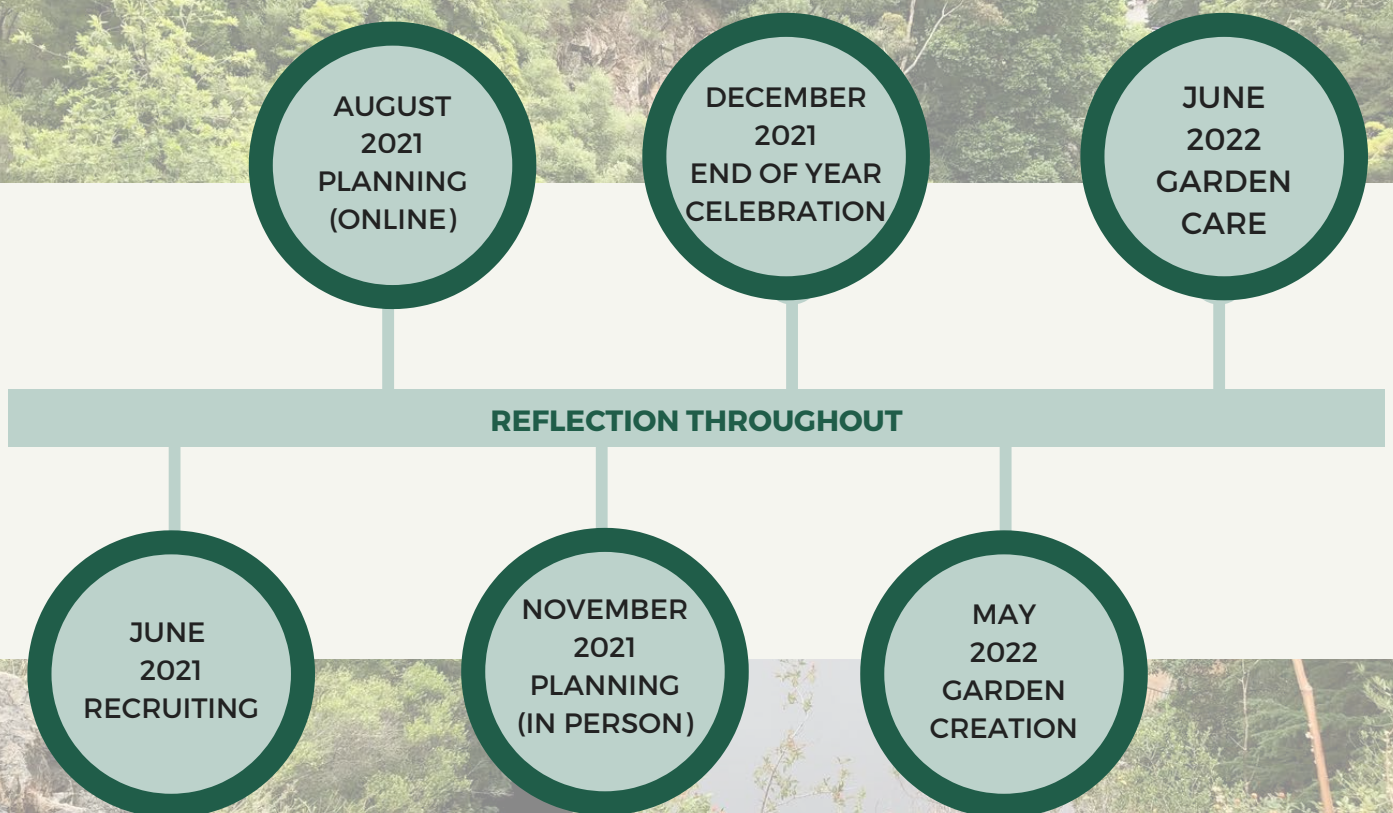 AUGUST
2021
PLANNING
(ONLINE)
DECEMBER
2021
END OF YEAR
CELEBRATION
JUNE
2022
GARDEN
CARE
REFLECTION THROUGHOUT
JUNE
2021
RECRUITING
NOVEMBER
2021
PLANNING
(IN PERSON)
MAY
2022
GARDEN
CREATION